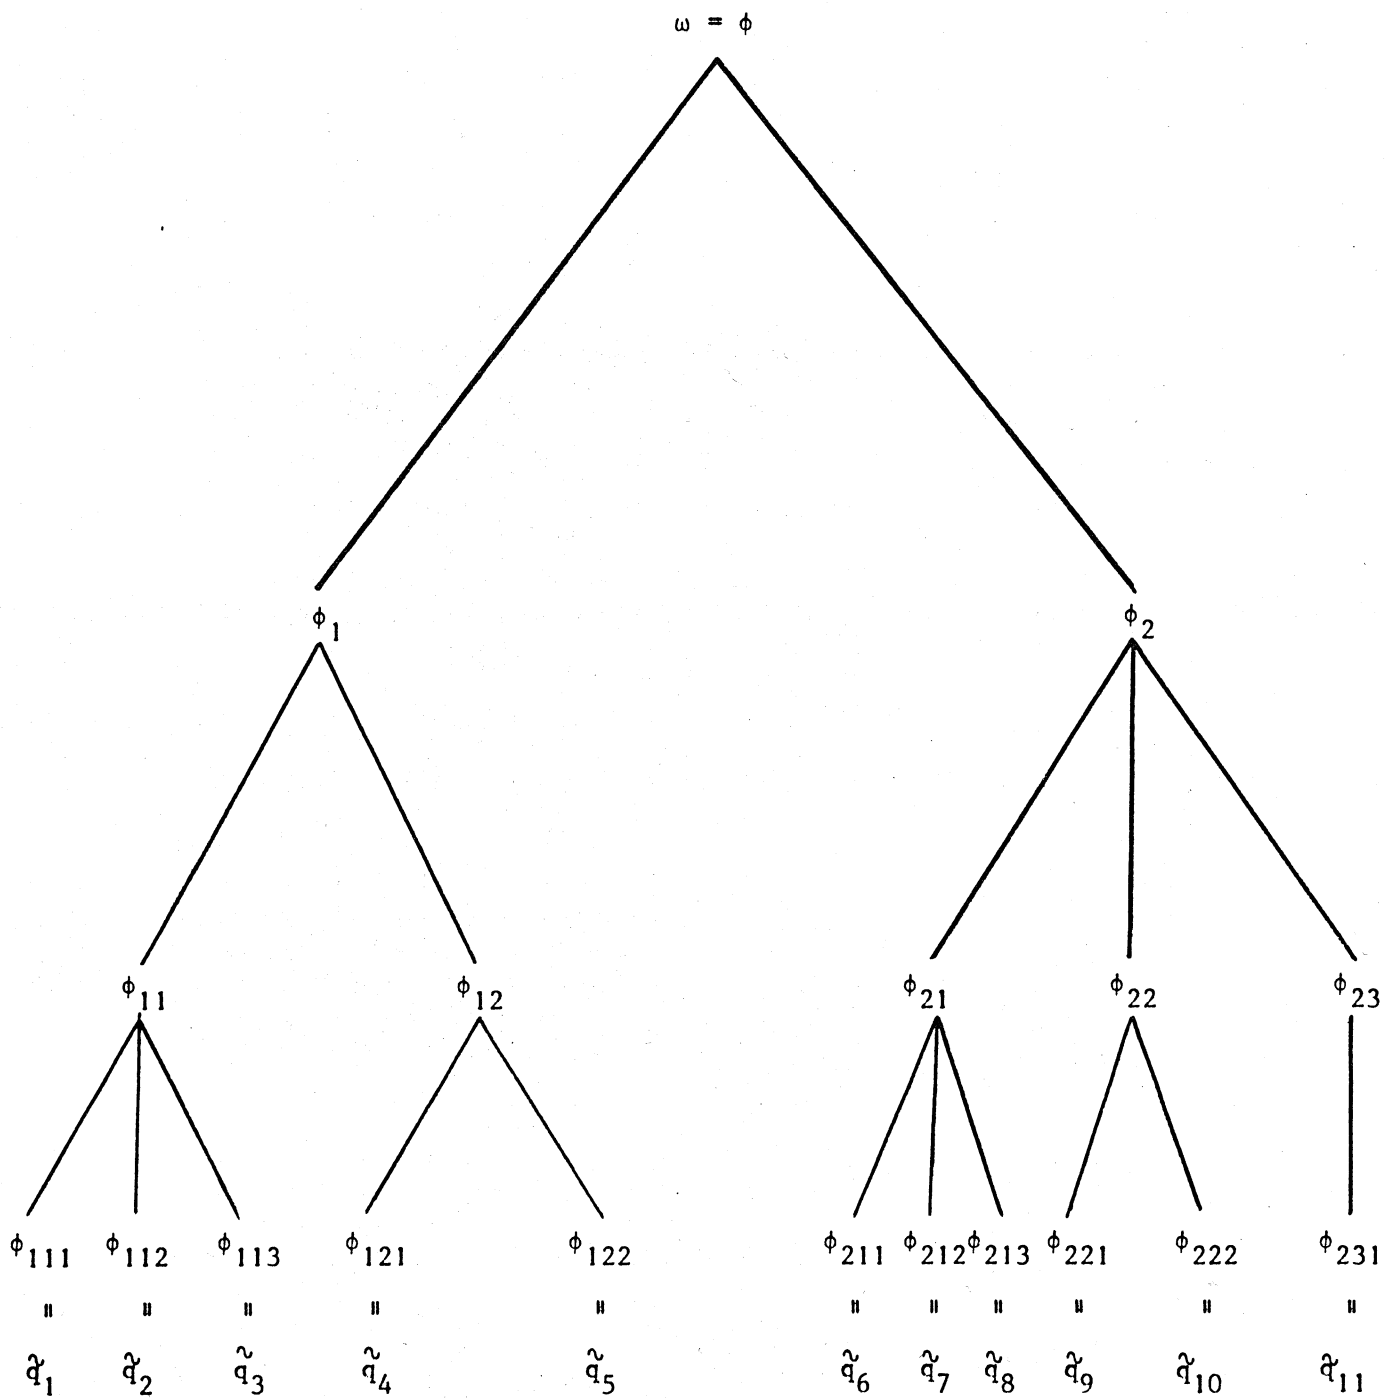 ω = ϕ
ϕ₁ ϕ₂
ϕ₁₁ ϕ₁₂ ϕ₂₁ ϕ₂₂ ϕ₂₃
ϕ₁₁₁ ϕ₁₁₂ ϕ₁₁₃ ϕ₁₂₁ ϕ₁₂₂ ϕ₂₁₁ ϕ₂₁₂ ϕ₂₁₃ ϕ₂₂₁ ϕ₂₂₂ ϕ₂₃₁
= = = = = = = = = = =
q̃₁ q̃₂ q̃₃ q̃₄ q̃₅ q̃₆ q̃₇ q̃₈ q̃₉ q̃₁₀ q̃₁₁